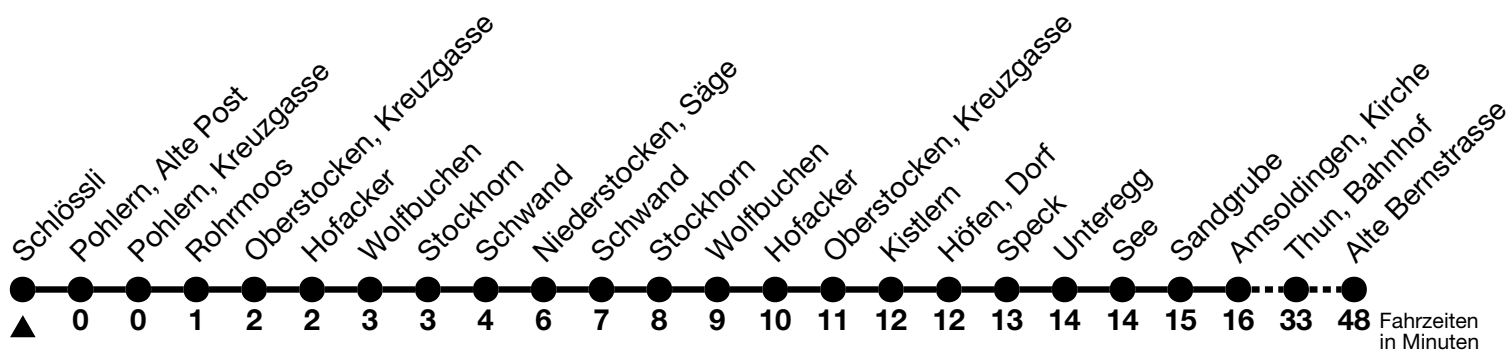 Schlössli
Pohlern, Alte Post
Pohlern, Kreuzgasse
Rohrmoos
Oberstocken, Kreuzgasse
Hofacker
Wolfbuchen
Stockhorn
Schwand
Niederstocken, Säge
Schwand
Stockhorn
Wolfbuchen
Hofacker
Oberstocken, Kreuzgasse
Kistlern
Höfen, Dorf
Speck
Unteregg
See
Sandgrube
Amsoldingen, Kirche
Thun, Bahnhof
Alte Bernstrasse
0 0 1 2 2 3 3 4 6 7 8 9 10 11 12 12 13 14 14 15 16 33 48 Fahrzeiten
in Minuten